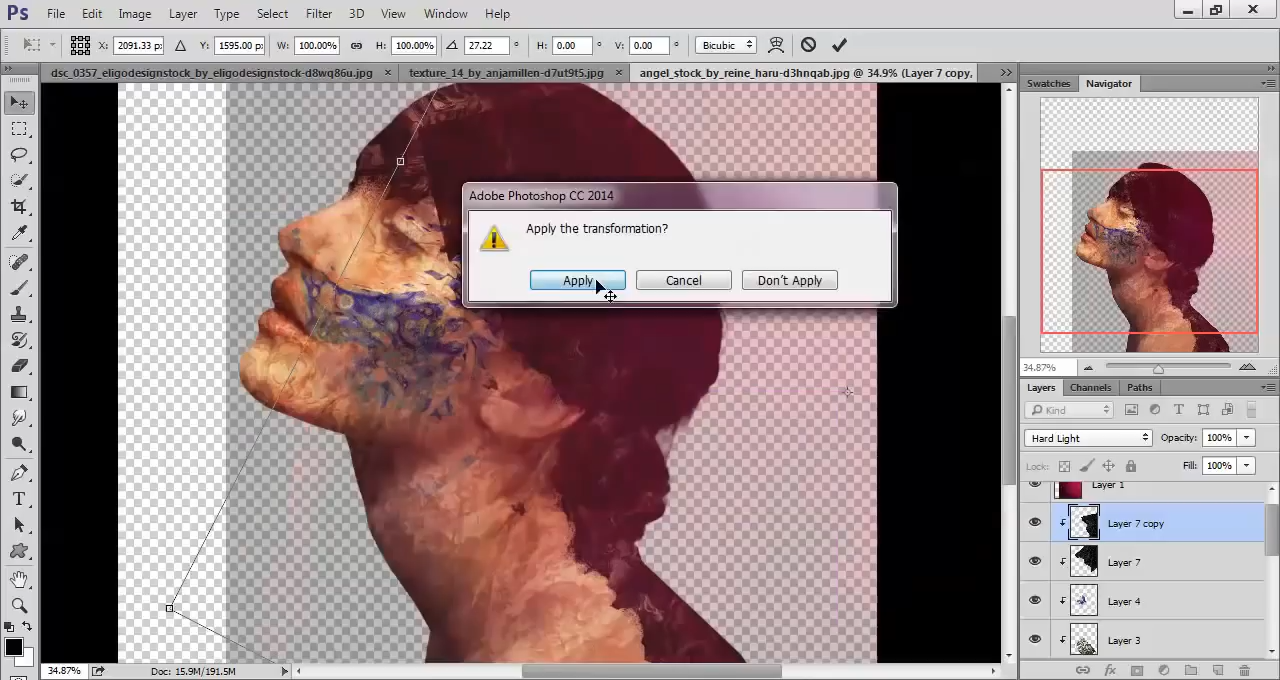 Ps File Edit Image Layer Type Select Filter 3D View Window Help
X: 2091.33 p: Y: 1595.00 p: W: 100.00% H: 100.00% 27.22 ° H: 0.00 ° V: 0.00 ° Bicubic
dsc_0357_eligodesignstock_by_eligodesignstock-d8wq86u.jpg × texture_14_by_anjamillen-d7ut9t5.jpg × angel_stock_by_reine_haru-d3hnqab.jpg @ 34.9% (Layer 7 copy,
Swatches Navigator
Adobe Photoshop CC 2014
Apply the transformation?
Apply Cancel Don't Apply
34.87%
Layers Channels Paths
Kind
Hard Light Opacity: 100%
Lock: Fill: 100%
Layer 1
Layer 7 copy
Layer 7
Layer 4
Layer 3
34.87% Doc: 15.9M/191.5M